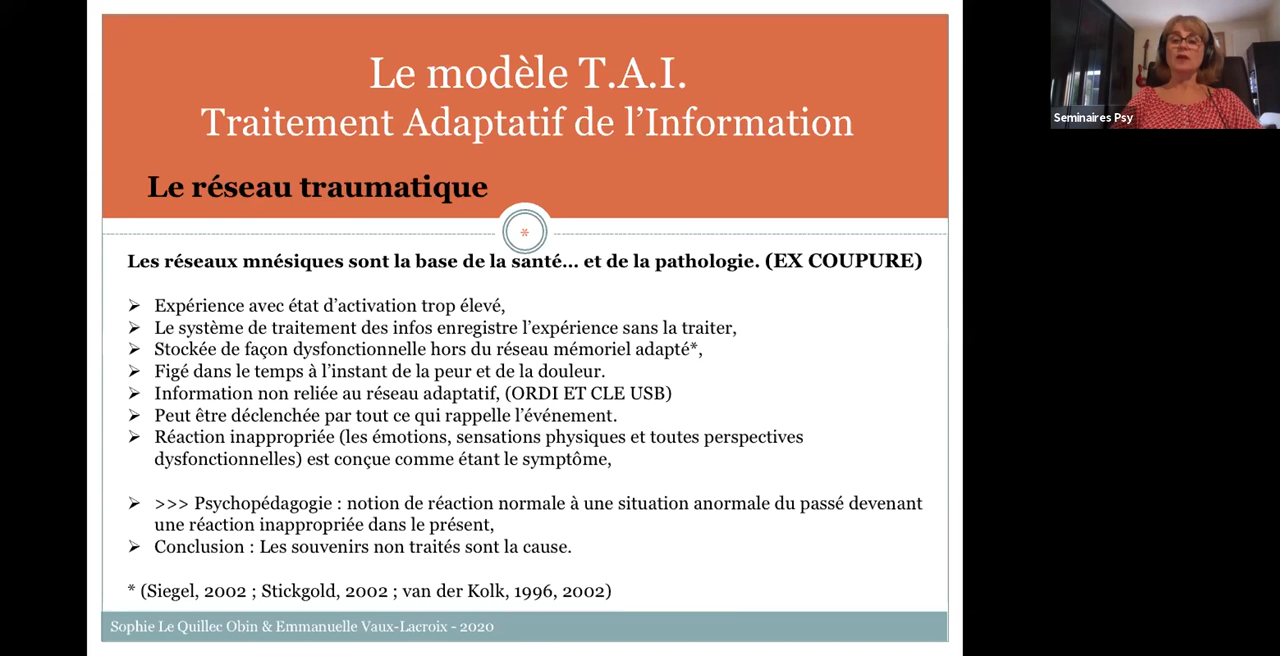 Le modèle T.A.I.
Traitement Adaptatif de l'Information
Le réseau traumatique
*
Les réseaux mnésiques sont la base de la santé… et de la pathologie. (EX COUPURE)
➢ Expérience avec état d'activation trop élevé,
➢ Le système de traitement des infos enregistre l'expérience sans la traiter,
➢ Stockée de façon dysfonctionnelle hors du réseau mémoriel adapté*,
➢ Figé dans le temps à l'instant de la peur et de la douleur.
➢ Information non reliée au réseau adaptatif, (ORDI ET CLE USB)
➢ Peut être déclenchée par tout ce qui rappelle l'événement.
➢ Réaction inappropriée (les émotions, sensations physiques et toutes perspectives
dysfonctionnelles) est conçue comme étant le symptôme,
➢ >>> Psychopédagogie : notion de réaction normale à une situation anormale du passé devenant
une réaction inappropriée dans le présent,
➢ Conclusion : Les souvenirs non traités sont la cause.
* (Siegel, 2002 ; Stickgold, 2002 ; van der Kolk, 1996, 2002)
Sophie Le Quillec Obin & Emmanuelle Vaux-Lacroix - 2020
Seminaires Psy